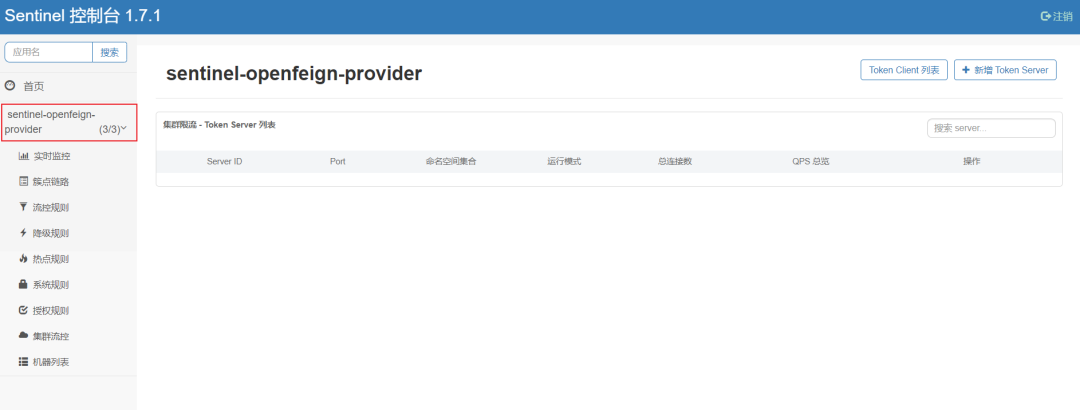 Sentinel 控制台 1.7.1
注销
应用名
搜索
首页
sentinel-openfeign-
provider (3/3)
实时监控
簇点链路
流控规则
降级规则
热点规则
系统规则
授权规则
集群流控
机器列表
sentinel-openfeign-provider
Token Client 列表
+ 新增 Token Server
集群限流 - Token Server 列表
搜索 server...
Server ID Port 命名空间集合 运行模式 总连接数 QPS 总览 操作